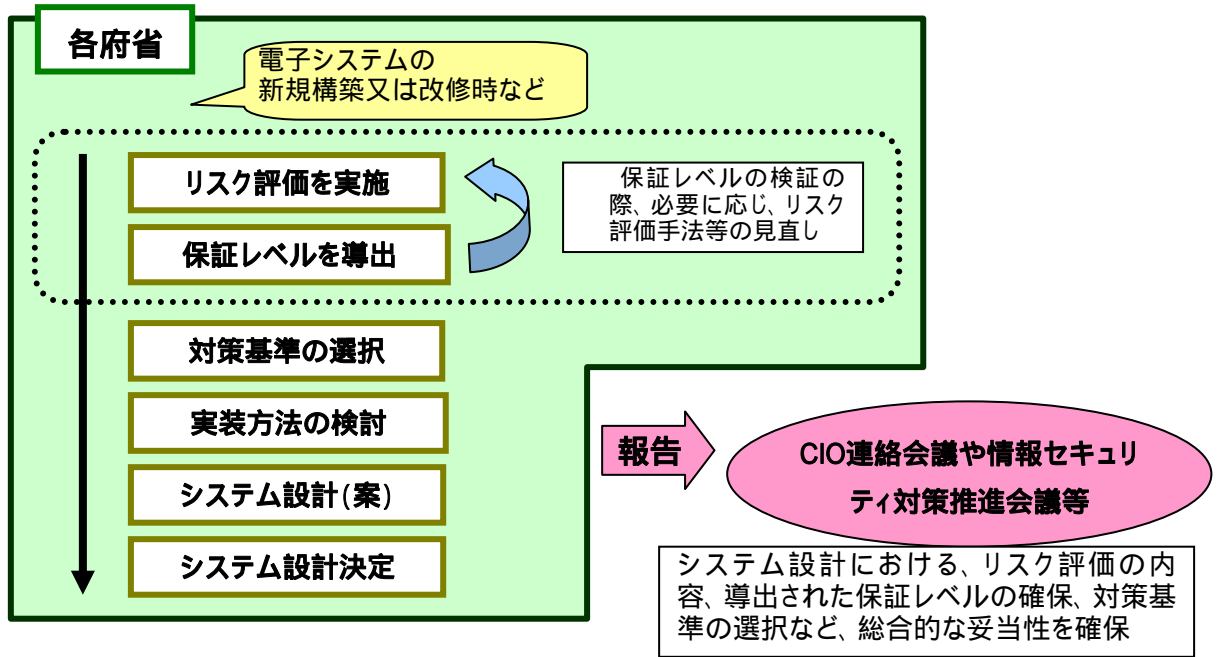 各府省
電子システムの
新規構築又は改修時など
リスク評価を実施
保証レベルを導出
保証レベルの検証の
際、必要に応じ、リスク
評価手法等の見直し
対策基準の選択
実装方法の検討
システム設計(案)
システム設計決定
報告
CIO連絡会議や情報セキュリ
ティ対策推進会議等
システム設計における、リスク評価の内
容、導出された保証レベルの確保、対策基
準の選択など、総合的な妥当性を確保